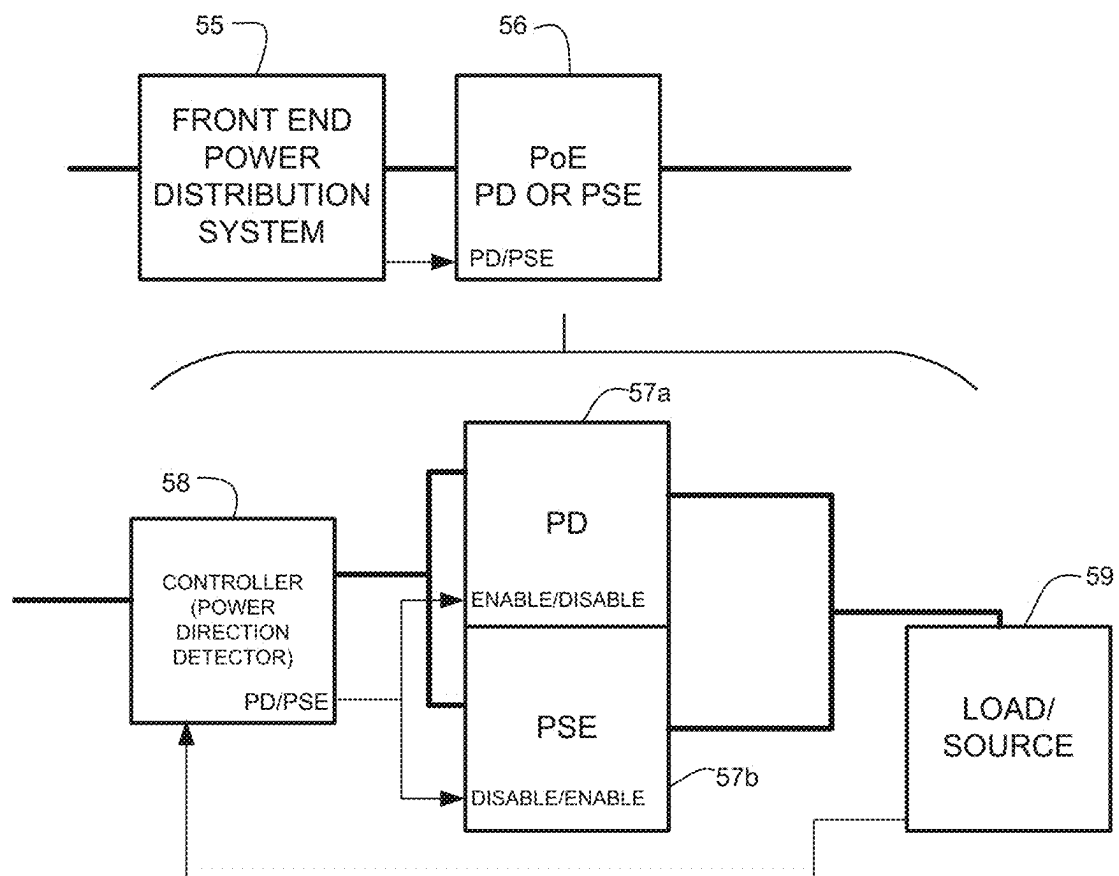 55
56
FRONT END
POWER
DISTRIBUTION
SYSTEM
PoE
PD OR PSE
PD/PSE
57a
58
PD
59
CONTROLLER
(POWER
DIRECTION
DETECTOR)
ENABLE/DISABLE
PD/PSE
PSE
LOAD/
SOURCE
57b
DISABLE/ENABLE